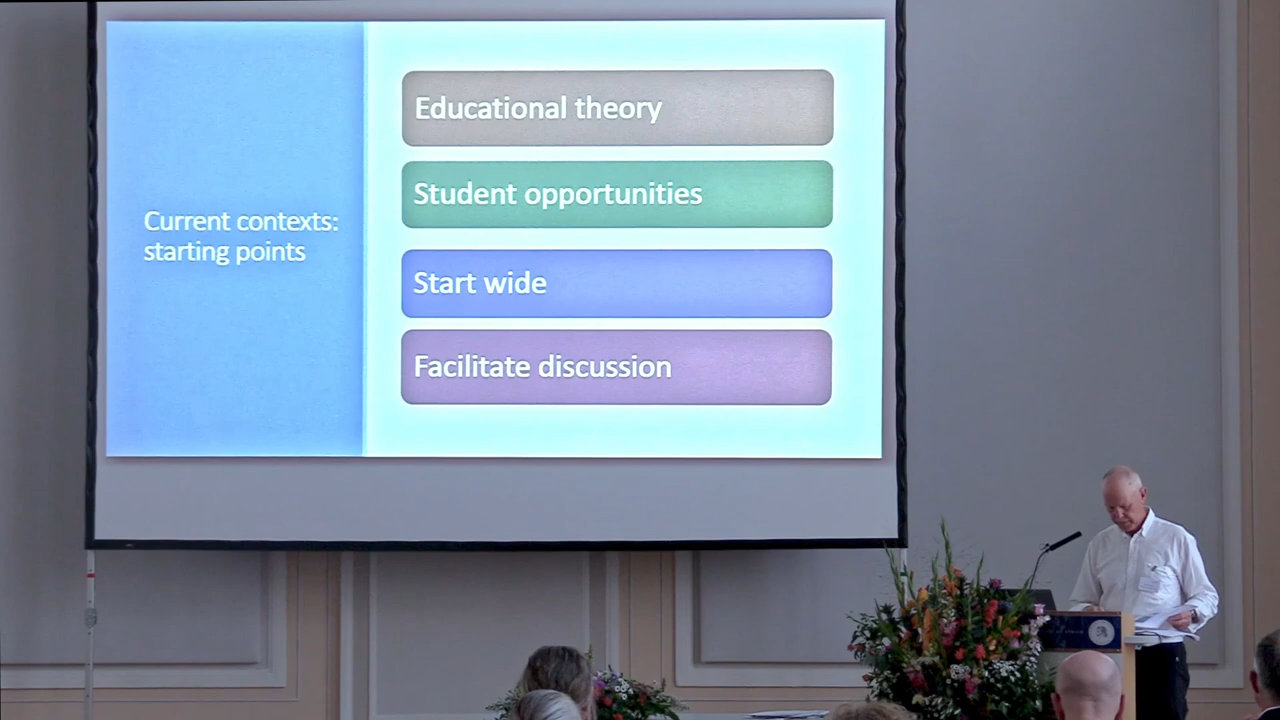 Current contexts:
starting points
Educational theory
Student opportunities
Start wide
Facilitate discussion